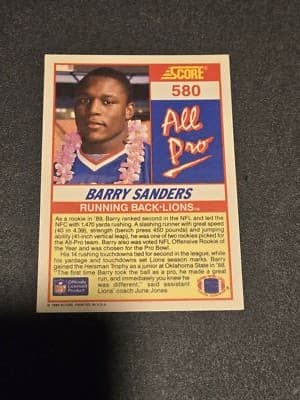 SCORE
580
All
Pro
BARRY SANDERS
RUNNING BACK·LIONS
As a rookie in '89, Barry ranked second in the NFL and led the
NFC with 1,470 yards rushing. A slashing runner with great speed
(40 in 4.39), strength (bench press 450 pounds) and jumping
ability (41-inch vertical leap), he was one of two rookies picked for
the All-Pro team. Barry also was voted NFL Offensive Rookie of
the Year and was chosen for the Pro Bowl.
His 14 rushing touchdowns tied for second in the league, while
his yardage and touchdowns set Lions season marks. Barry
gained the Heisman Trophy as a junior at Oklahoma State in '88.
"The first time Barry took the ball as a pro, he made a great
run, and immediately you knew he
was different," said assistant
Lions' coach June Jones.
Officially
Licensed
Product
PRINTED IN U.S.A.